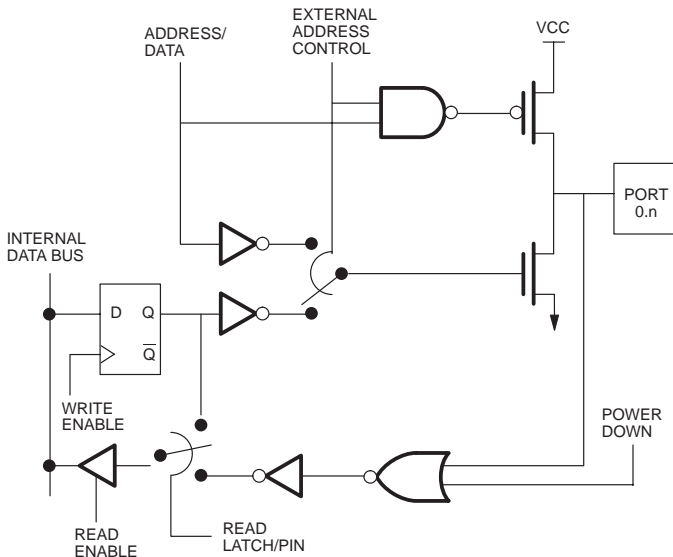 EXTERNAL
ADDRESS/
ADDRESS
DATA
CONTROL
VCC
PORT
0.n
INTERNAL
DATA BUS
D
Q
Q
WRITE
ENABLE
POWER
DOWN
READ
ENABLE
READ
LATCH/PIN